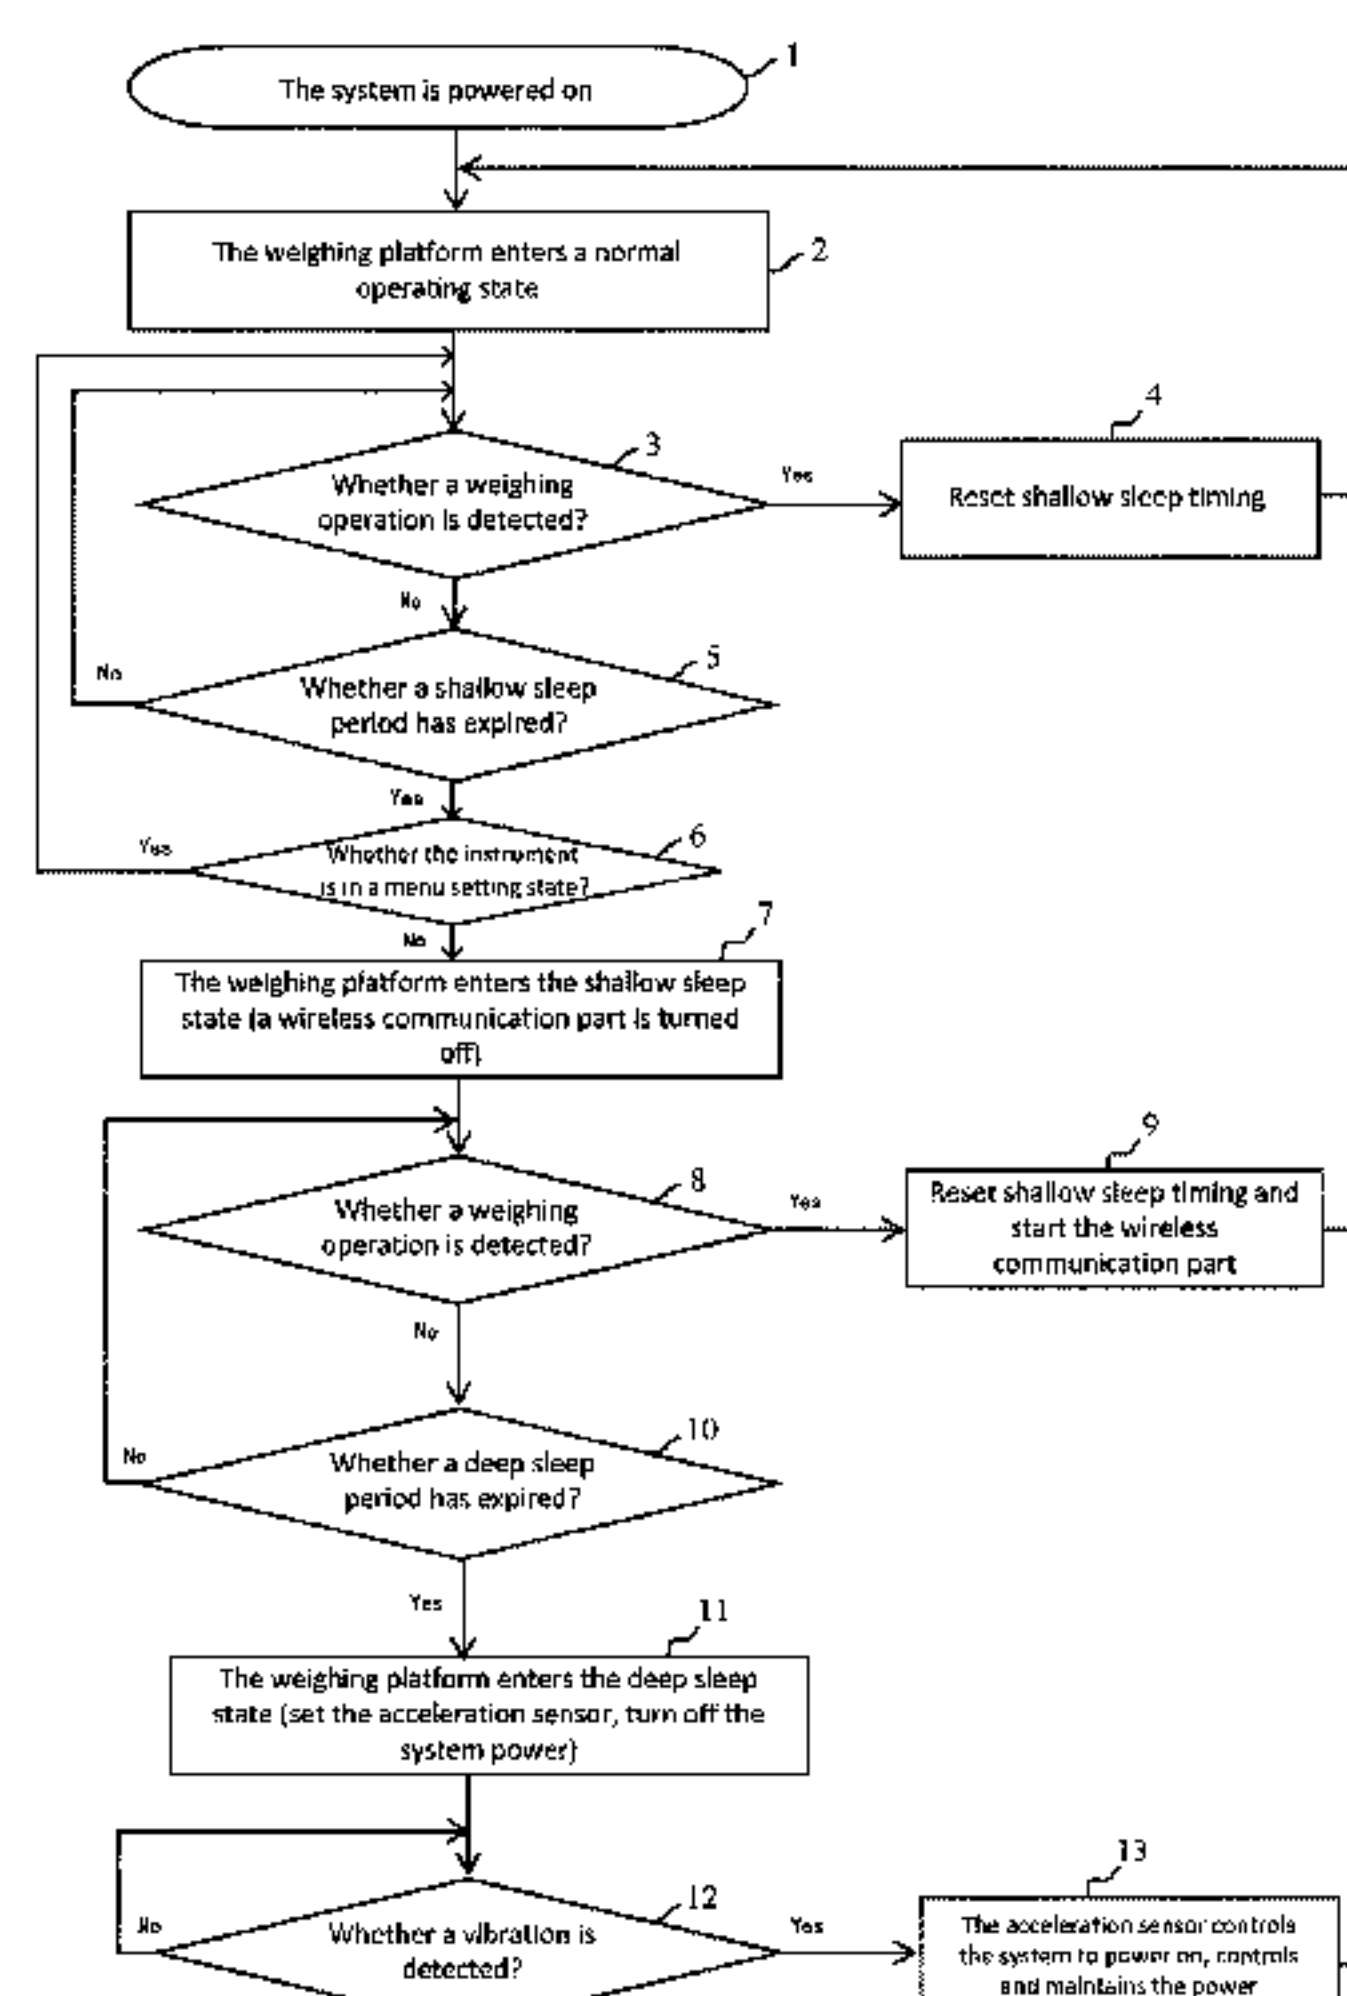 1
The system is powered on
2
The weighing platform enters a normal
operating state
3
Whether a weighing
operation is detected?
Yes
4
Reset shallow sleep timing
No
5
Whether a shallow sleep
period has expired?
No
Yes
6
Whether the instrument
is in a menu setting state?
Yes
No
7
The weighing platform enters the shallow sleep
state (a wireless communication part is turned
off)
8
Whether a weighing
operation is detected?
Yes
9
Reset shallow sleep timing and
start the wireless
communication part
No
10
Whether a deep sleep
period has expired?
No
Yes
11
The weighing platform enters the deep sleep
state (set the acceleration sensor, turn off the
system power)
12
Whether a vibration is
detected?
No
Yes
13
The acceleration sensor controls
the system to power on, controls
and maintains the power